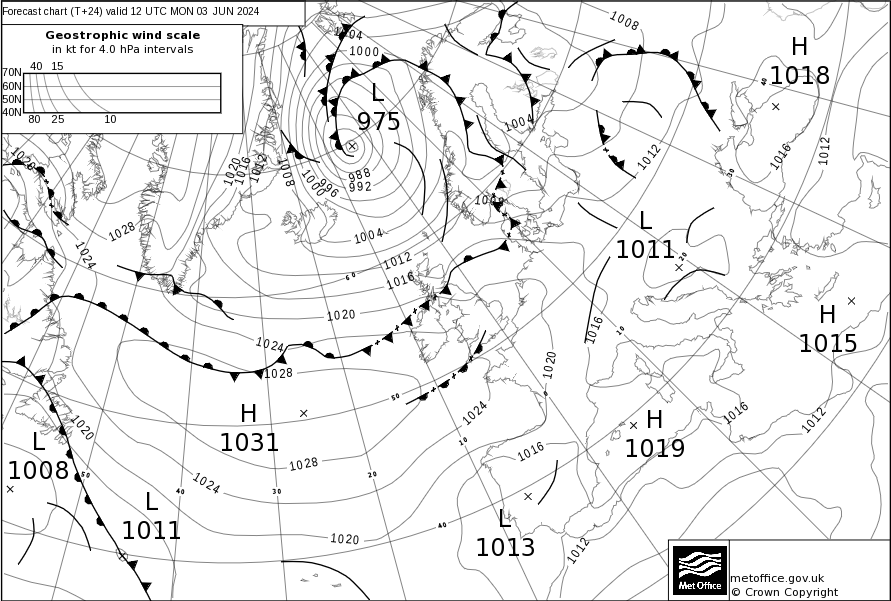 Forecast chart (T+24) valid 12 UTC MON 03 JUN 2024
Geostrophic wind scale
in kt for 4.0 hPa intervals
40 15
70N
60N
50N
40N
80 25 10
1004
1000
1008
H
1018
40
L
975
1004
1016
1012
1012
1028
1020
1016
1012
1008
1000
996
988
992
30
1008
1028
1024
1004
L
1011
20
1012
60
1016
H
1015
1020
1016
10
1024
1028
1020
50
0
H
1031
1024
1016
1012
H
1019
1020
L
1008
1016
1028
10
50
1024
40
30
20
L
1011
L
1013
40
1020
1012
Met Office
metoffice.gov.uk
© Crown Copyright